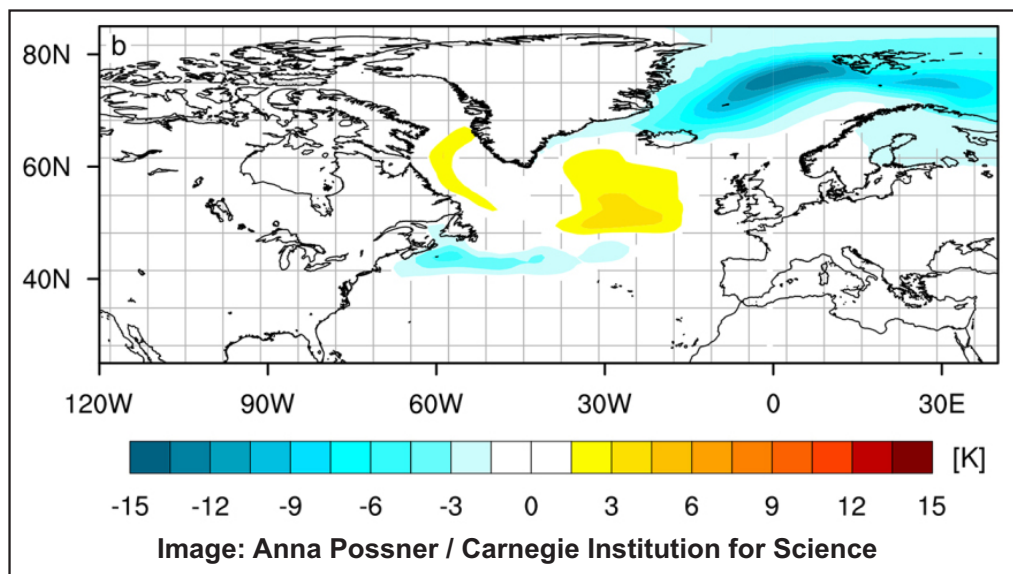 b
80N
60N
40N
120W 90W 60W 30W 0 30E
[K]
-15 -12 -9 -6 -3 0 3 6 9 12 15
Image: Anna Possner / Carnegie Institution for Science